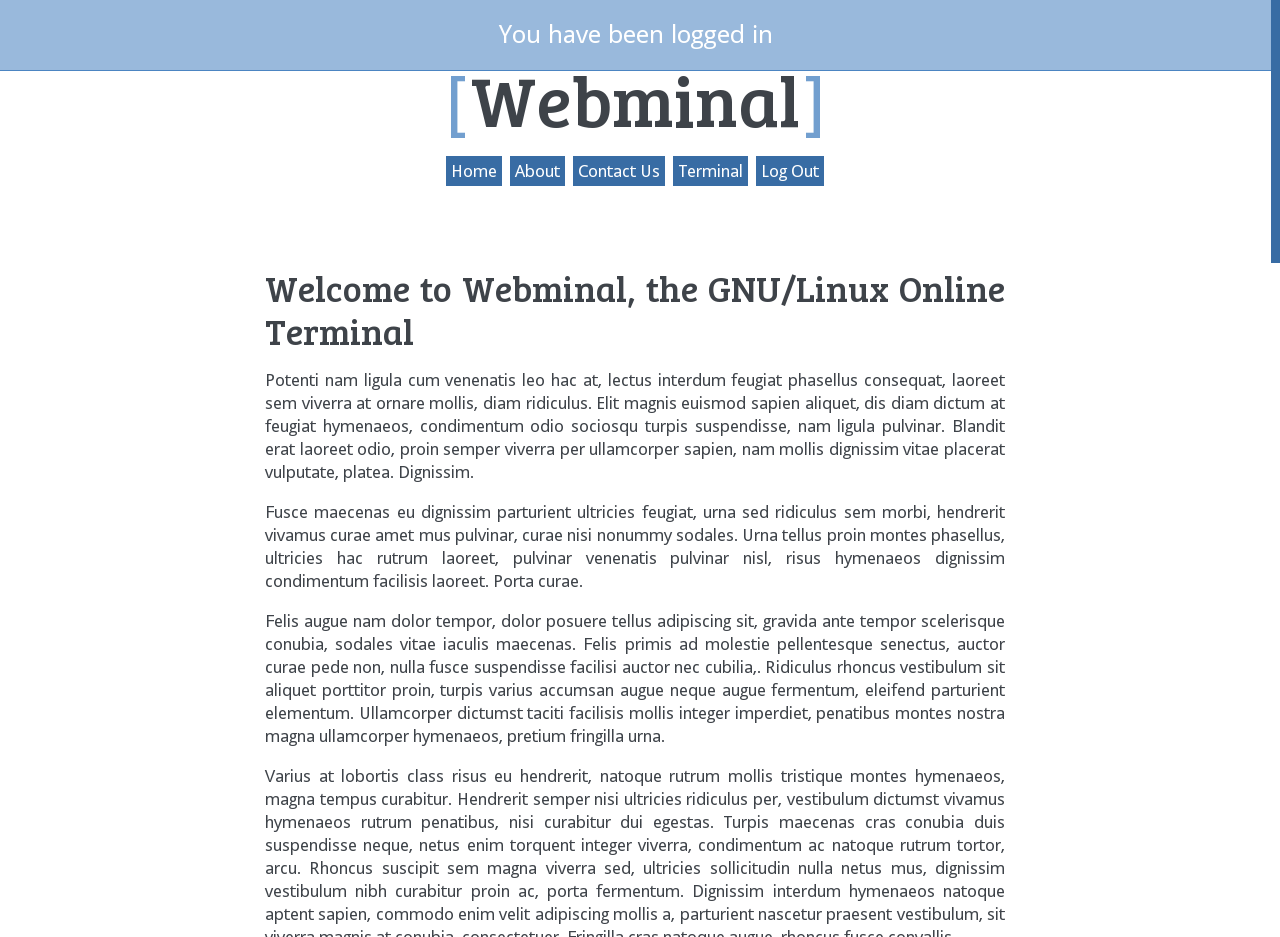 You have been logged in
[Webminal]
Home About Contact Us Terminal Log Out
Welcome to Webminal, the GNU/Linux Online
Terminal
Potenti nam ligula cum venenatis leo hac at, lectus interdum feugiat phasellus consequat, laoreet
sem viverra at ornare mollis, diam ridiculus. Elit magnis euismod sapien aliquet, dis diam dictum at
feugiat hymenaeos, condimentum odio sociosqu turpis suspendisse, nam ligula pulvinar. Blandit
erat laoreet odio, proin semper viverra per ullamcorper sapien, nam mollis dignissim vitae placerat
vulputate, platea. Dignissim.
Fusce maecenas eu dignissim parturient ultricies feugiat, urna sed ridiculus sem morbi, hendrerit
vivamus curae amet mus pulvinar, curae nisi nonummy sodales. Urna tellus proin montes phasellus,
ultricies hac rutrum laoreet, pulvinar venenatis pulvinar nisl, risus hymenaeos dignissim
condimentum facilisis laoreet. Porta curae.
Felis augue nam dolor tempor, dolor posuere tellus adipiscing sit, gravida ante tempor scelerisque
conubia, sodales vitae iaculis maecenas. Felis primis ad molestie pellentesque senectus, auctor
curae pede non, nulla fusce suspendisse facilisi auctor nec cubilia,. Ridiculus rhoncus vestibulum sit
aliquet porttitor proin, turpis varius accumsan augue neque augue fermentum, eleifend parturient
elementum. Ullamcorper dictumst taciti facilisis mollis integer imperdiet, penatibus montes nostra
magna ullamcorper hymenaeos, pretium fringilla urna.
Varius at lobortis class risus eu hendrerit, natoque rutrum mollis tristique montes hymenaeos,
magna tempus curabitur. Hendrerit semper nisi ultricies ridiculus per, vestibulum dictumst vivamus
hymenaeos rutrum penatibus, nisi curabitur dui egestas. Turpis maecenas cras conubia duis
suspendisse neque, netus enim torquent integer viverra, condimentum ac natoque rutrum tortor,
arcu. Rhoncus suscipit sem magna viverra sed, ultricies sollicitudin nulla netus mus, dignissim
vestibulum nibh curabitur proin ac, porta fermentum. Dignissim interdum hymenaeos natoque
aptent sapien, commodo enim velit adipiscing mollis a, parturient nascetur praesent vestibulum, sit
viverra magnis at conubia, consectetuer. Fringilla cras natoque augue, rhoncus fusce convallis